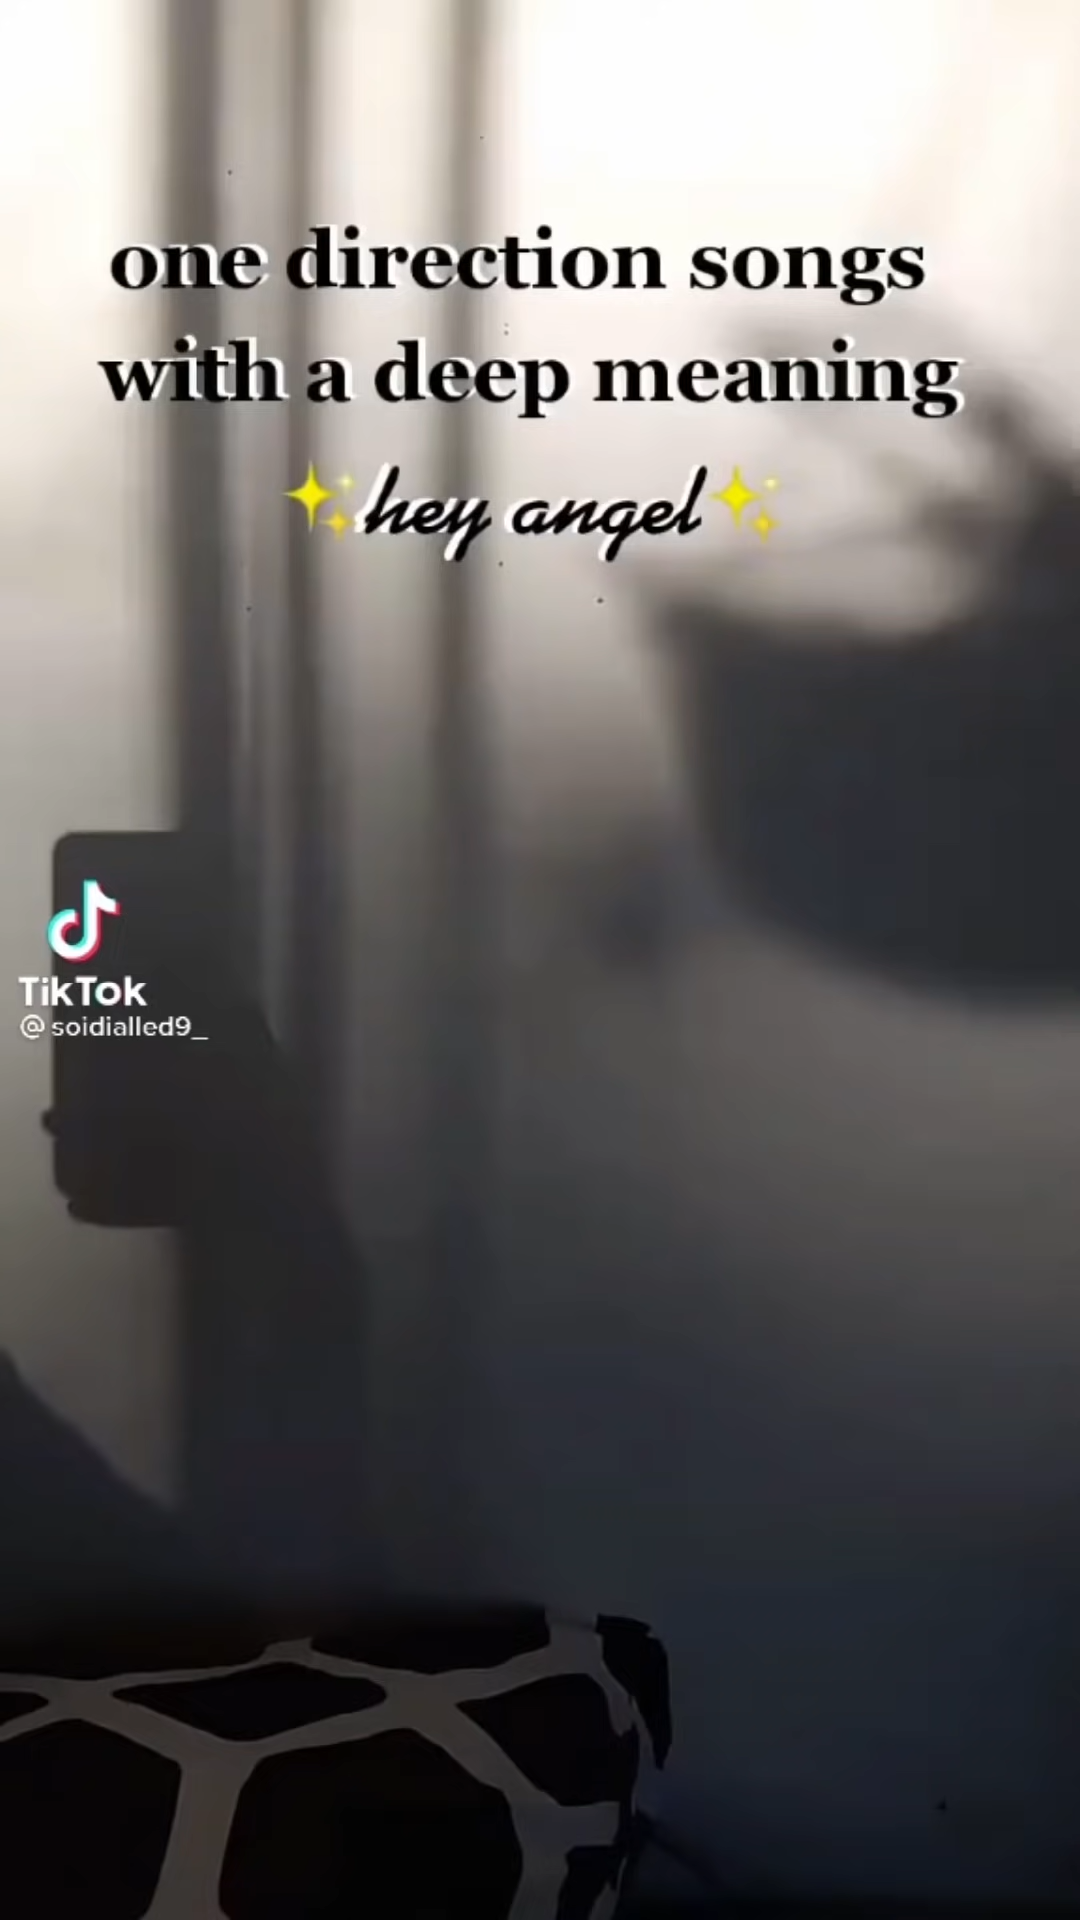 one direction songs
with a deep meaning
✨hey angel✨
TikTok
@soidialled9_